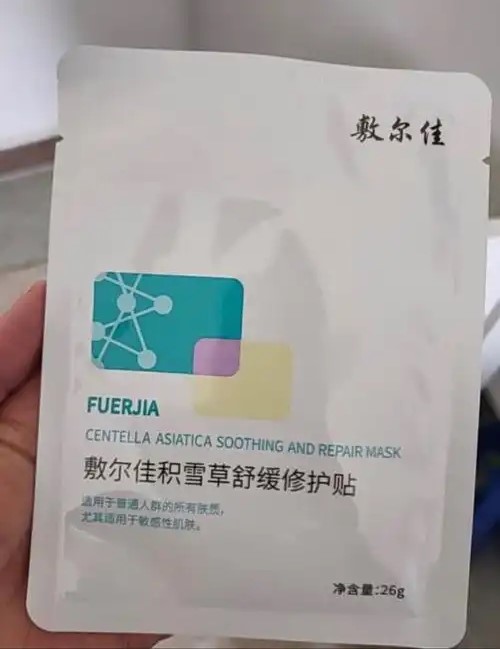 敷尔佳
FUERJIA
CENTELLA ASIATICA SOOTHING AND REPAIR MASK
敷尔佳积雪草舒缓修护贴
适用于普通人群的所有肤质，
尤其适用于敏感性肌肤。
净含量:26g